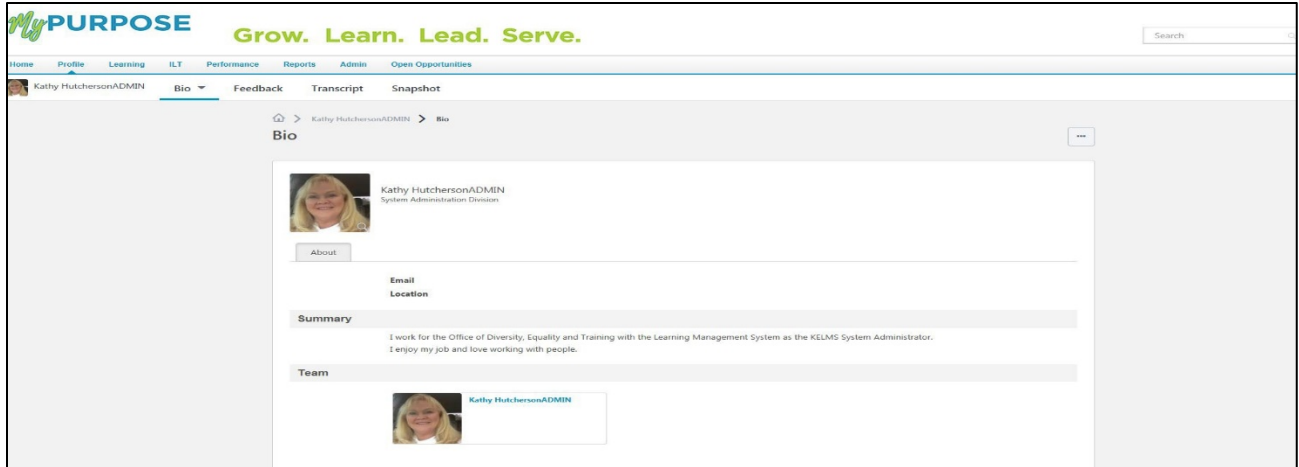 MyPURPOSE
Grow. Learn. Lead. Serve.
Search
Home Profile Learning ILT Performance Reports Admin Open Opportunities
Kathy HutchersonADMIN Bio Feedback Transcript Snapshot
Kathy HutchersonADMIN > Bio
Bio
Kathy HutchersonADMIN
System Administration Division
About
Email
Location
Summary
I work for the Office of Diversity, Equality and Training with the Learning Management System as the KELMS System Administrator.
I enjoy my job and love working with people.
Team
Kathy HutchersonADMIN